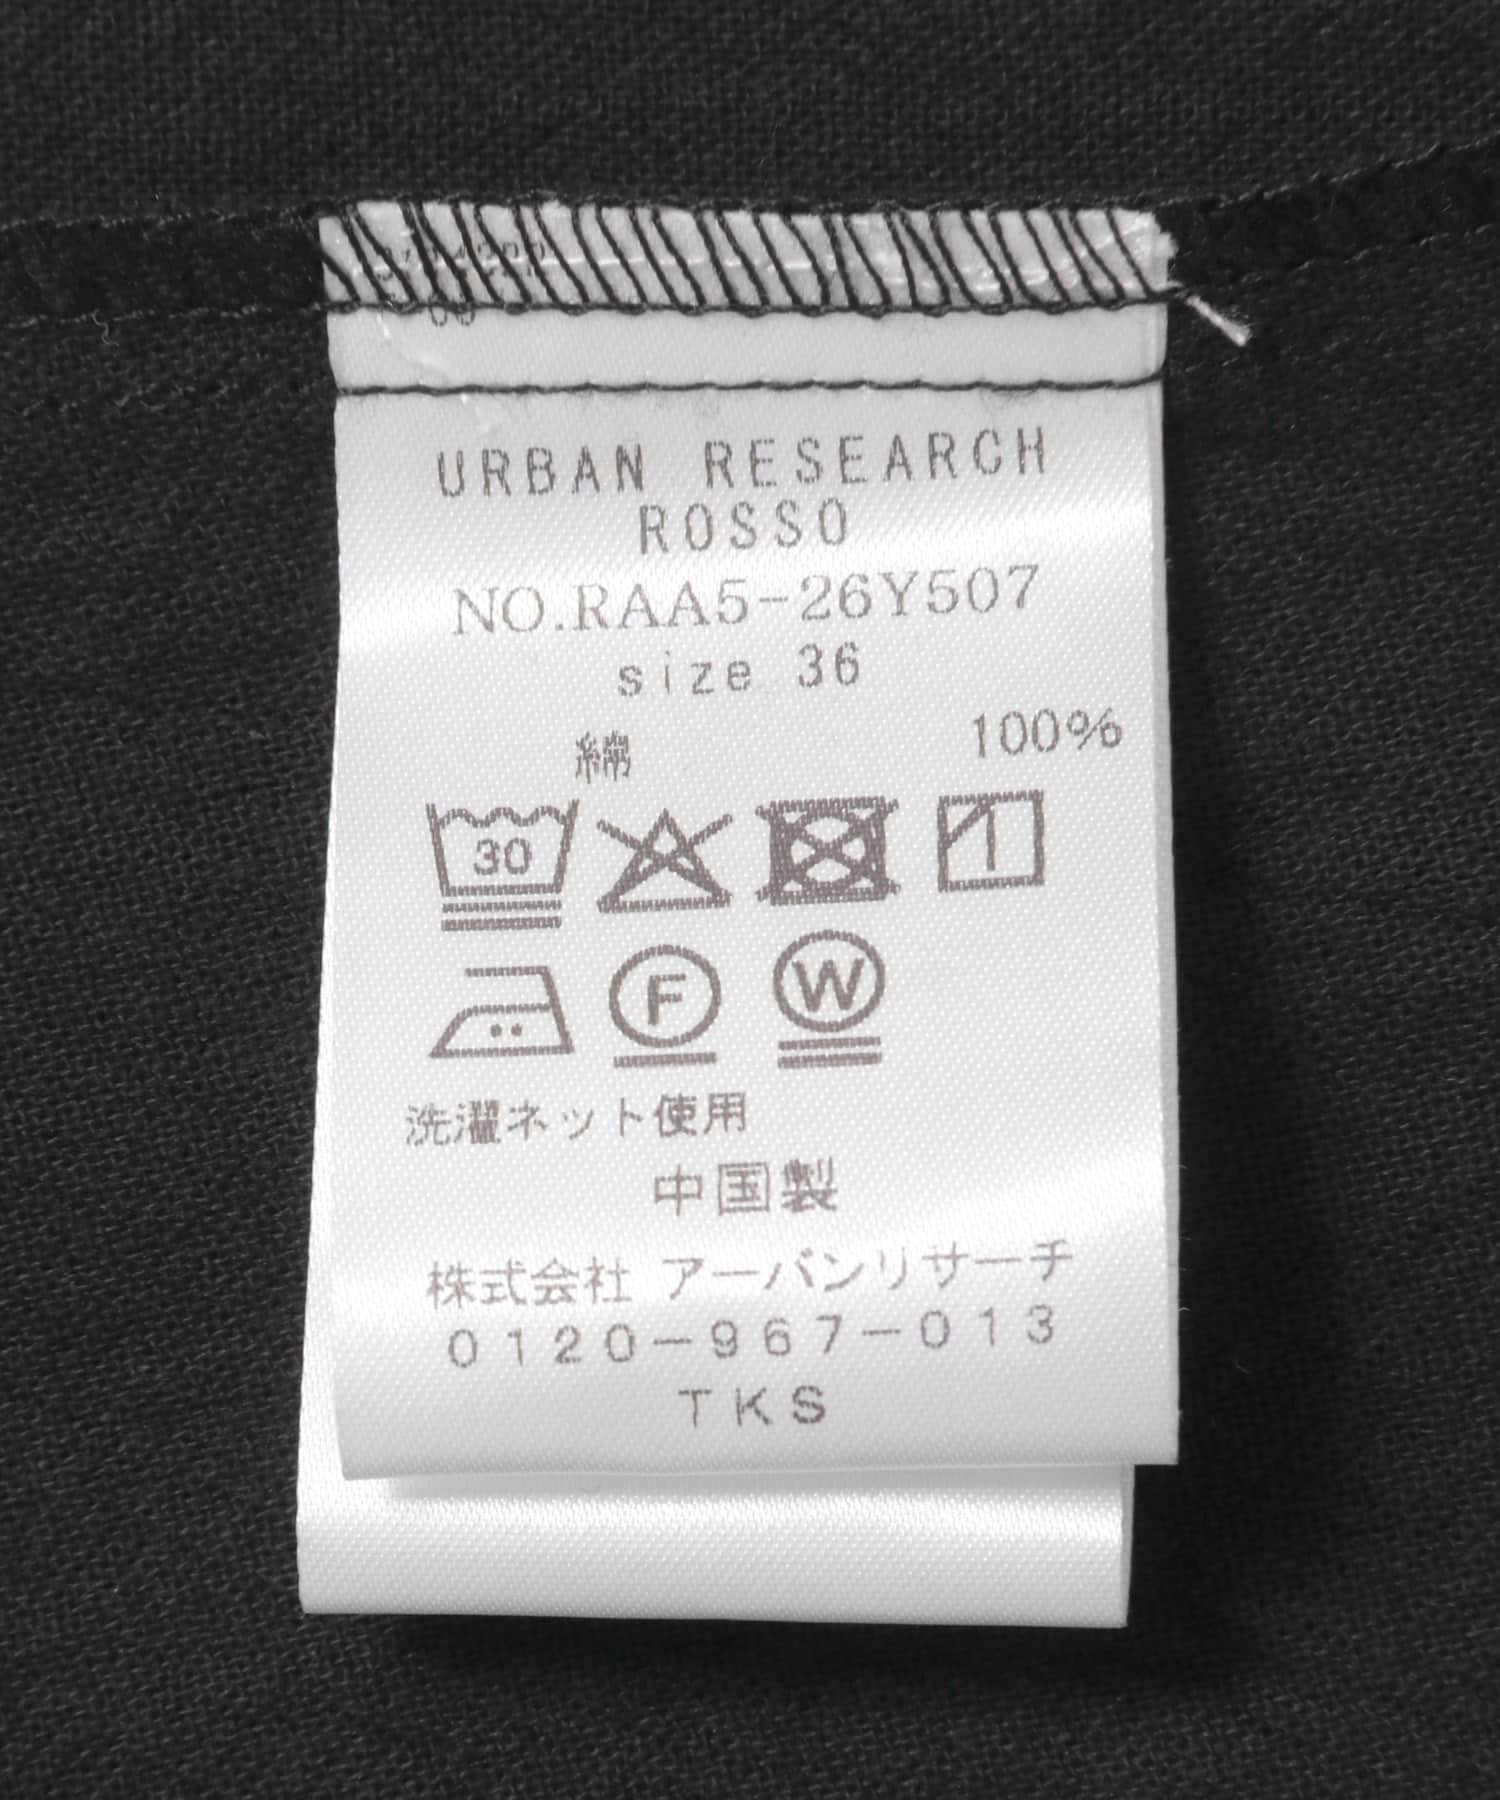 URBAN RESEARCH
ROSSO
NO.RAA5-26Y507
size 36
綿 100%
30
F W
洗濯ネット使用
中国製
株式会社 アーバンリサーチ
0120-967-013
TKS